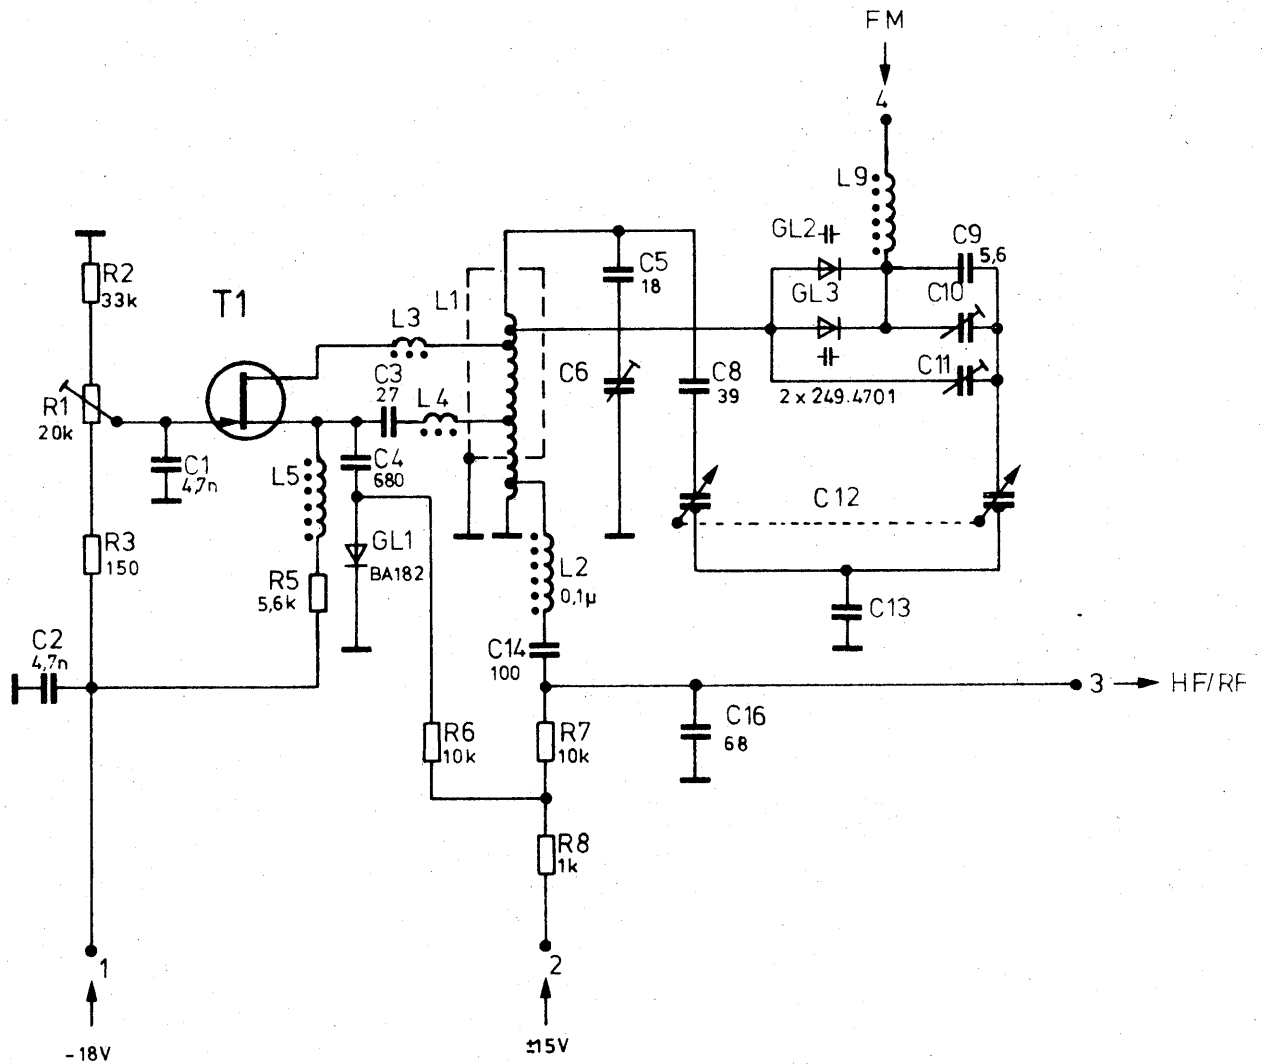 FM
4
L9
GL2
C9
5,6
GL3
C10
R2
33k
T1
L3
L1
C5
18
C6
C8
39
C11
2 x 249.4701
C3
27
L4
R1
20k
C1
4,7n
L5
C4
680
C12
R3
150
GL1
BA182
R5
5,6k
L2
0,1µ
C13
C2
4,7n
C14
100
3
HF/RF
R6
10k
R7
10k
C16
68
R8
1k
1
2
-18V
±15V